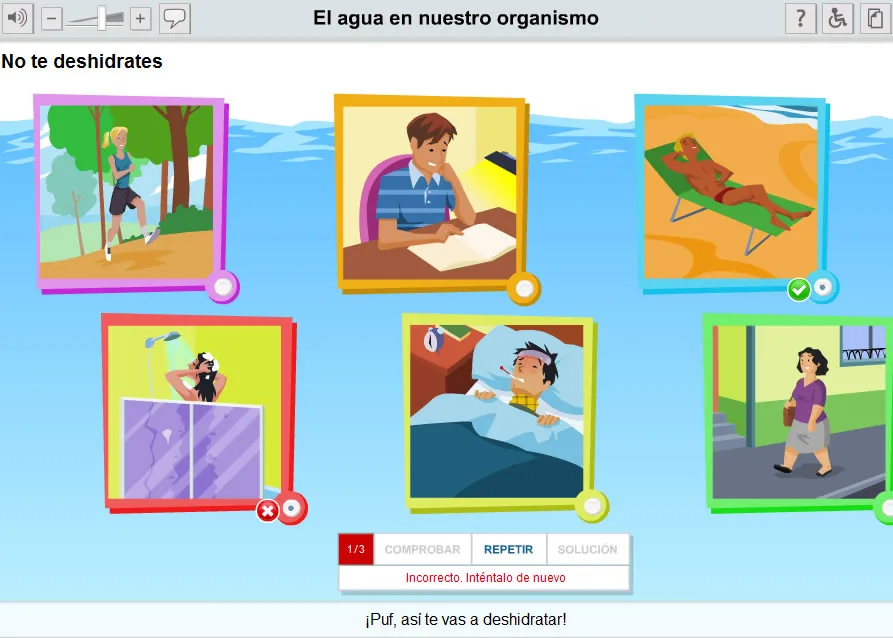 El agua en nuestro organismo
No te deshidrates
1/3 COMPROBAR REPETIR SOLUCIÓN
Incorrecto. Inténtalo de nuevo
¡Puf, así te vas a deshidratar!